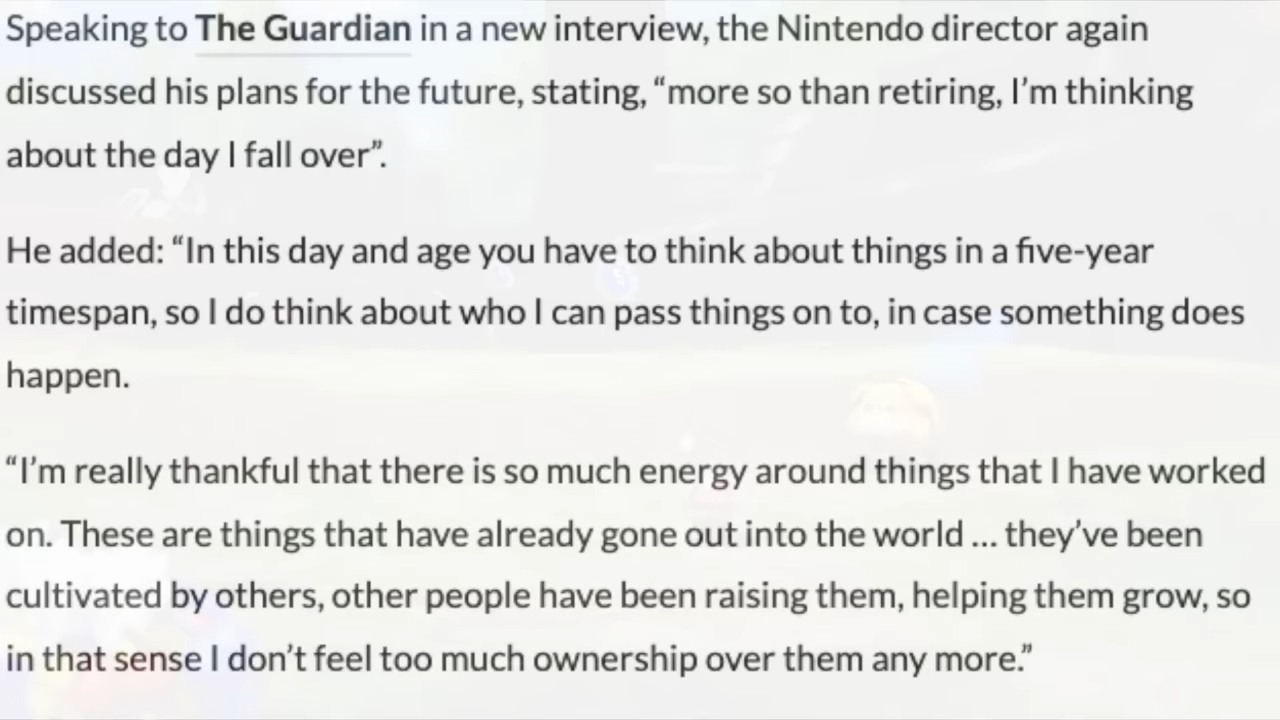 Speaking to The Guardian in a new interview, the Nintendo director again
discussed his plans for the future, stating, “more so than retiring, I’m thinking
about the day I fall over”.
He added: “In this day and age you have to think about things in a five-year
timespan, so I do think about who I can pass things on to, in case something does
happen.
“I’m really thankful that there is so much energy around things that I have worked
on. These are things that have already gone out into the world ... they’ve been
cultivated by others, other people have been raising them, helping them grow, so
in that sense I don’t feel too much ownership over them any more.”